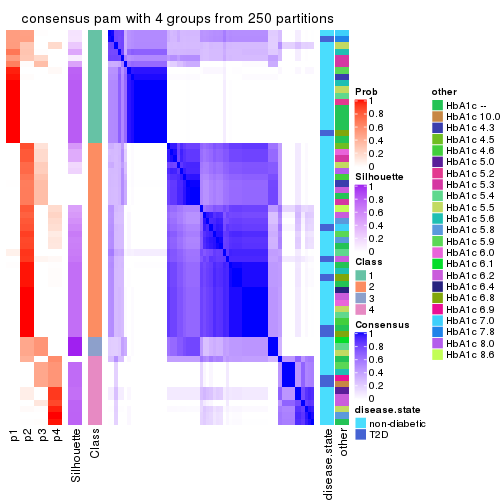 consensus pam with 4 groups from 250 partitions
p1
p2
p3
p4
Silhouette
Class
disease.state
other
Prob
1
0.8
0.6
0.4
0.2
0
Silhouette
1
0.8
0.6
0.4
0.2
0
Class
1
2
3
4
Consensus
1
0.8
0.6
0.4
0.2
0
disease.state
non-diabetic
T2D
other
HbA1c --
HbA1c 10.0
HbA1c 4.3
HbA1c 4.5
HbA1c 4.6
HbA1c 5.0
HbA1c 5.2
HbA1c 5.3
HbA1c 5.4
HbA1c 5.5
HbA1c 5.6
HbA1c 5.8
HbA1c 5.9
HbA1c 6.0
HbA1c 6.1
HbA1c 6.2
HbA1c 6.4
HbA1c 6.8
HbA1c 6.9
HbA1c 7.0
HbA1c 7.8
HbA1c 8.0
HbA1c 8.6